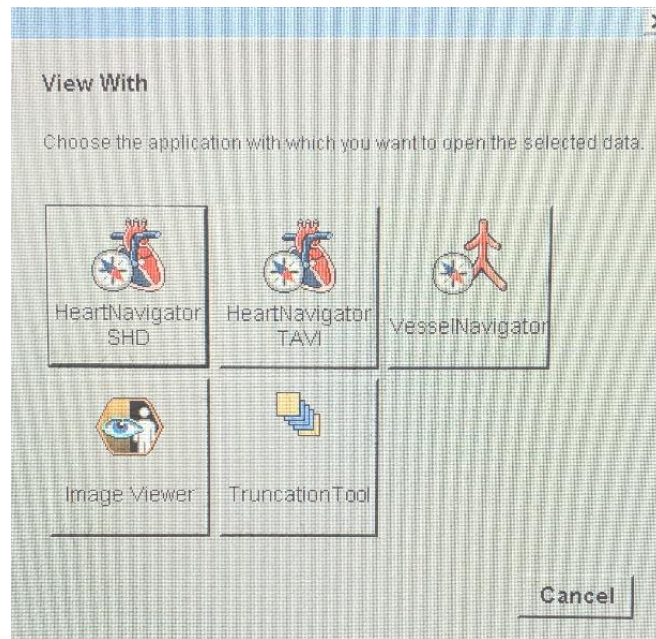 View With
Choose the application with which you want to open the selected data.
HeartNavigator
SHD
HeartNavigator
TAVI
VesselNavigator
Image Viewer
TruncationTool
Cancel